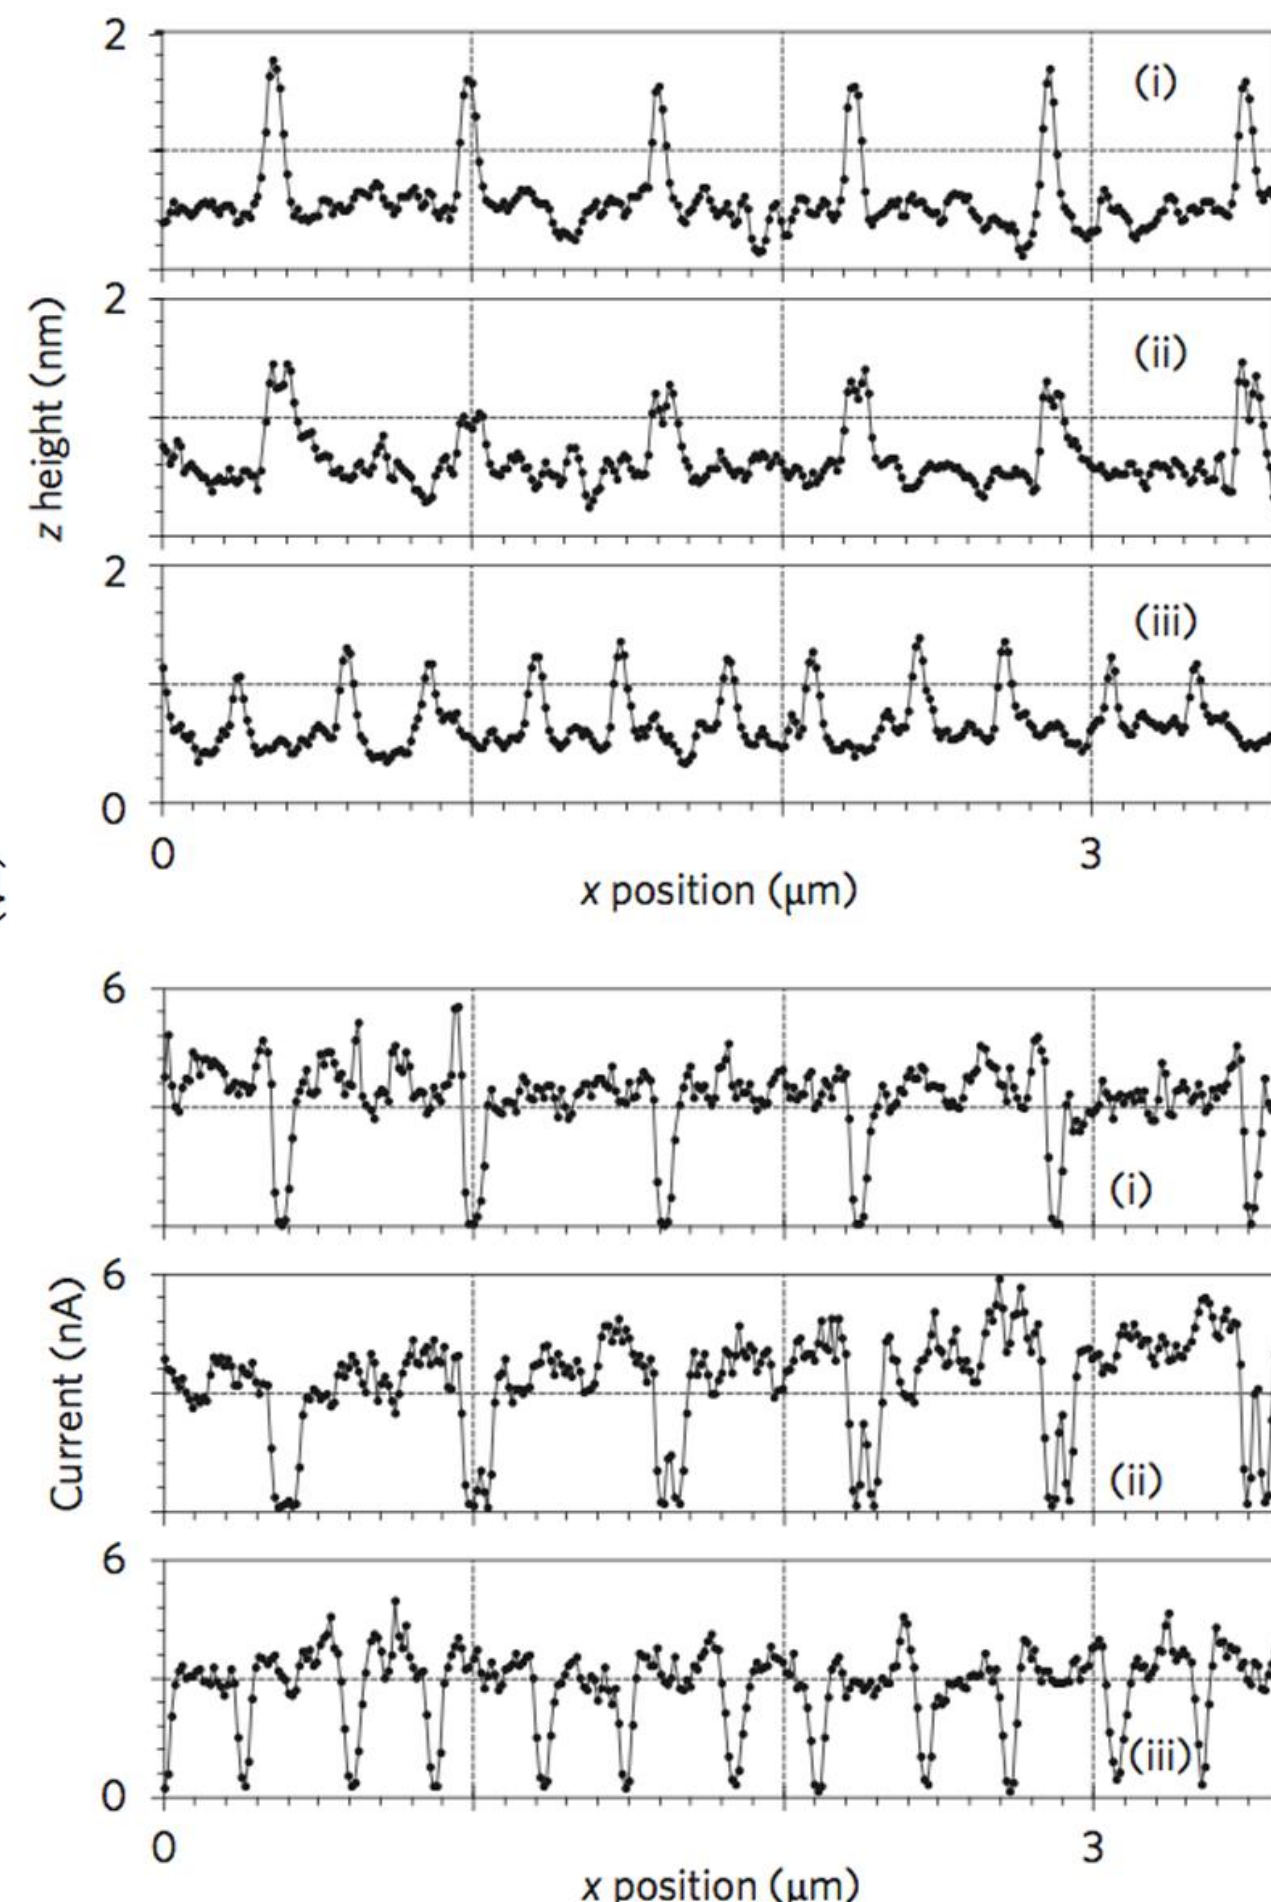 2
(i)
2
(ii)
z height (nm)
2
(iii)
0
0
3
x position (μm)
6
(i)
6
Current (nA)
(ii)
6
(iii)
0
0
3
x position (μm)